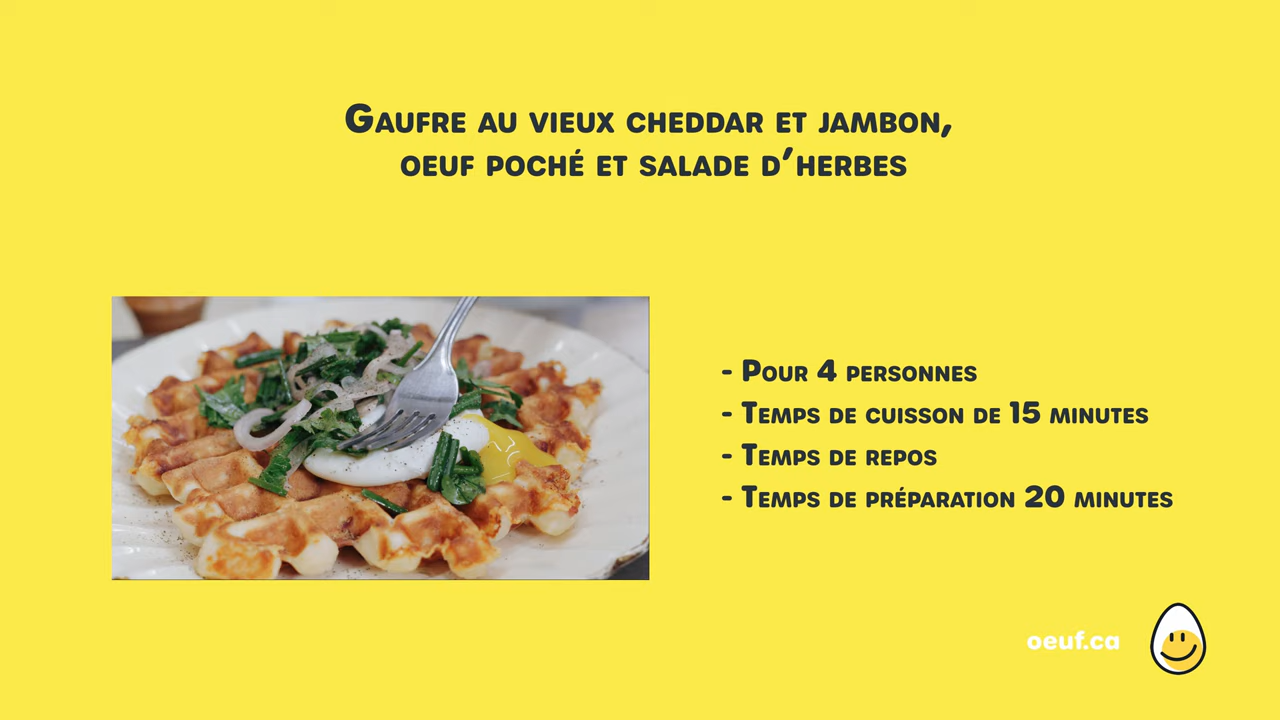 Gaufre au vieux cheddar et jambon,
oeuf poché et salade d’herbes
- Pour 4 personnes
- Temps de cuisson de 15 minutes
- Temps de repos
- Temps de préparation 20 minutes
oeuf.ca